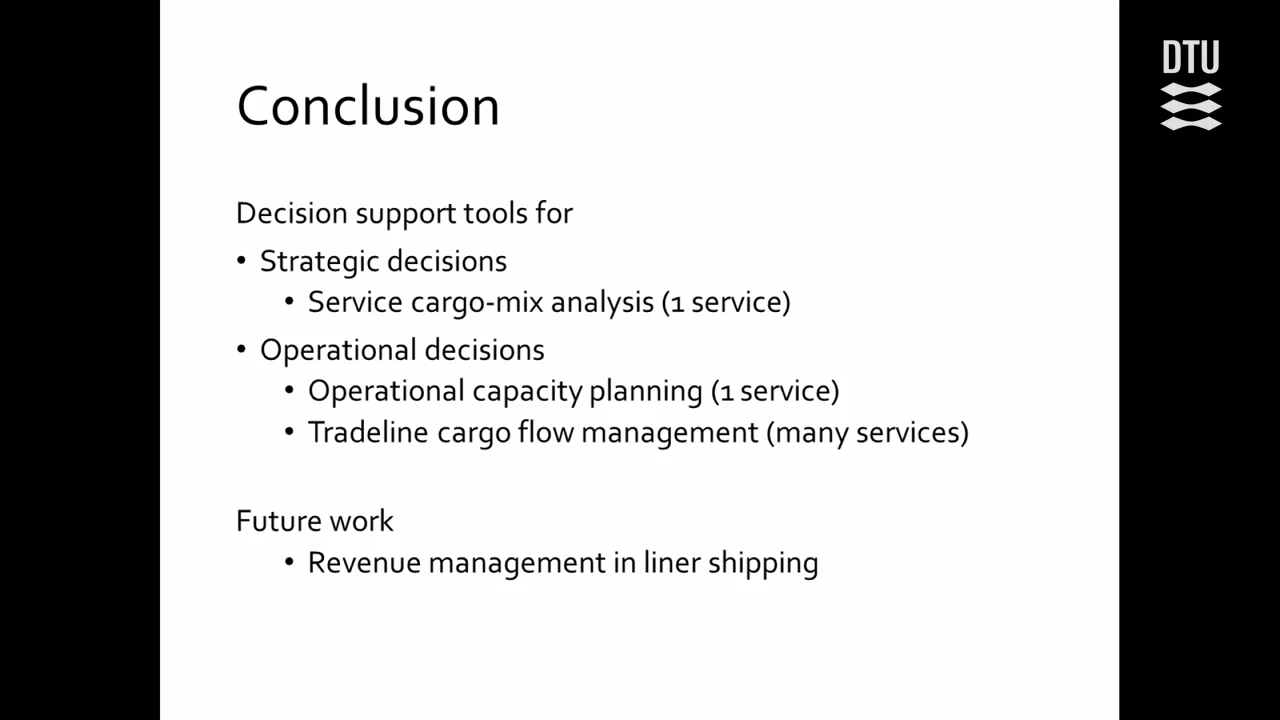 Conclusion
DTU
Decision support tools for
• Strategic decisions
• Service cargo-mix analysis (1 service)
• Operational decisions
• Operational capacity planning (1 service)
• Tradeline cargo flow management (many services)
Future work
• Revenue management in liner shipping